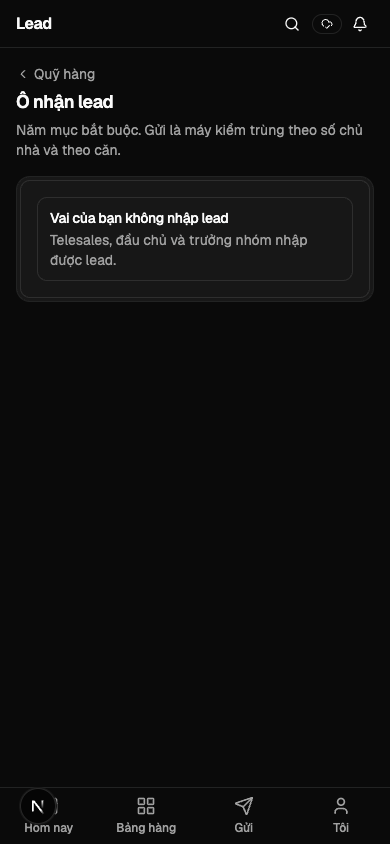 Lead
Quỹ hàng
Ô nhận lead
Năm mục bắt buộc. Gửi là máy kiểm trùng theo số chủ
nhà và theo căn.
Vai của bạn không nhập lead
Telesales, đầu chủ và trưởng nhóm nhập
được lead.
N
Hôm nay
Bảng hàng
Gửi
Tôi